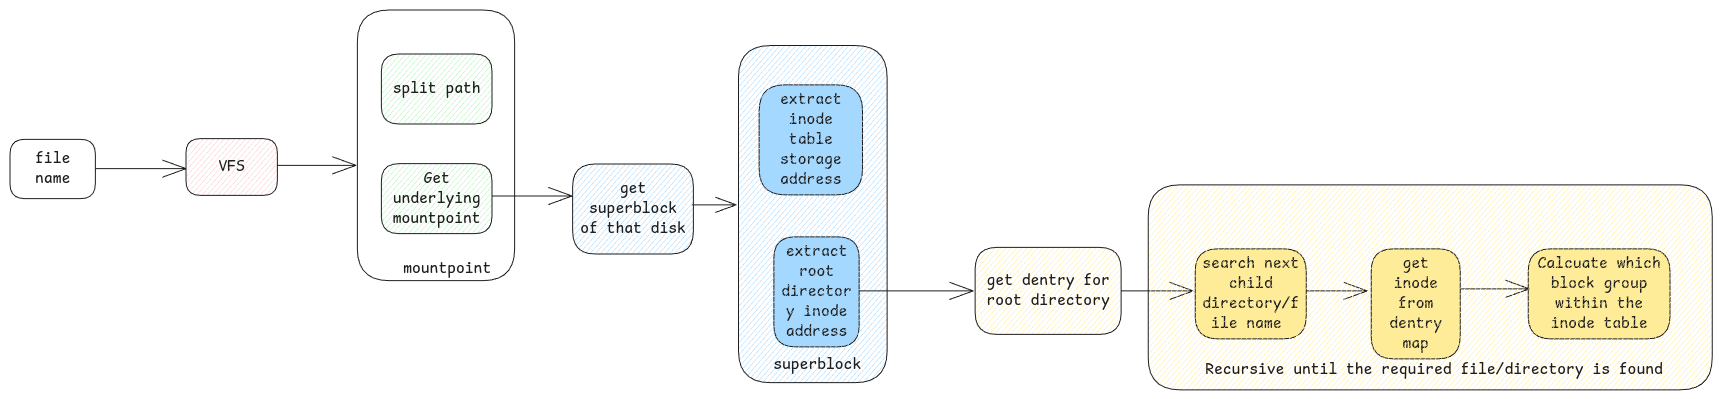 file
name
VFS
split path
Get
underlying
mountpoint
mountpoint
get
superblock
of that disk
extract
inode
table
storage
address
extract
root
director
y inode
address
superblock
get dentry for
root directory
search next
child
directory/f
ile name
get
inode
from
dentry
map
Calcuate which
block group
within the
inode table
Recursive until the required file/directory is found